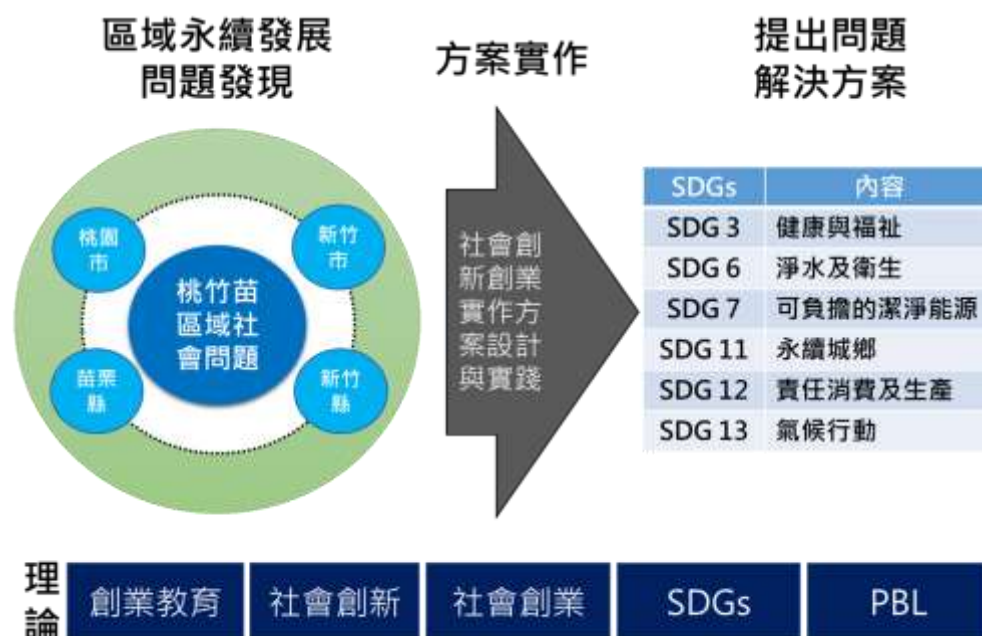 區域永續發展
問題發現
方案實作
提出問題
解決方案
桃園
市
新竹
市
桃竹苗
區域社
會問題
苗栗
縣
新竹
縣
社會創
新創業
實作方
案設計
與實踐
SDGs 內容
SDG 3 健康與福祉
SDG 6 淨水及衛生
SDG 7 可負擔的潔淨能源
SDG 11 永續城鄉
SDG 12 責任消費及生產
SDG 13 氣候行動
理
論
創業教育 社會創新 社會創業 SDGs PBL